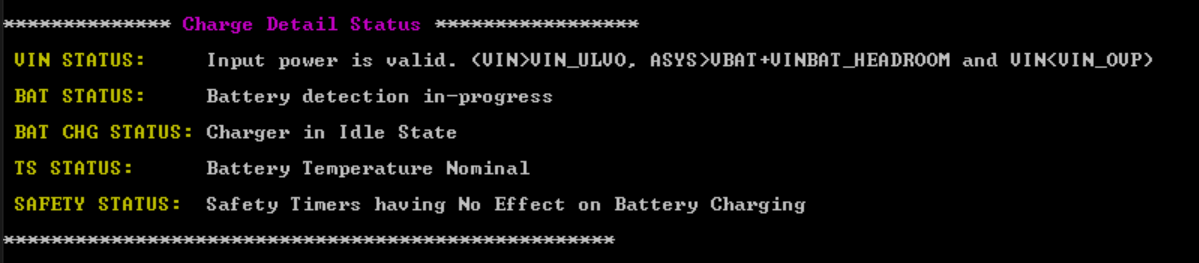 ************** Charge Detail Status *****************
VIN STATUS: Input power is valid. (VIN>VIN_ULVO, ASYS>VBAT+VINBAT_HEADROOM and VIN<VIN_OVP)
BAT STATUS: Battery detection in-progress
BAT CHG STATUS: Charger in Idle State
TS STATUS: Battery Temperature Nominal
SAFETY STATUS: Safety Timers having No Effect on Battery Charging
***************************************************